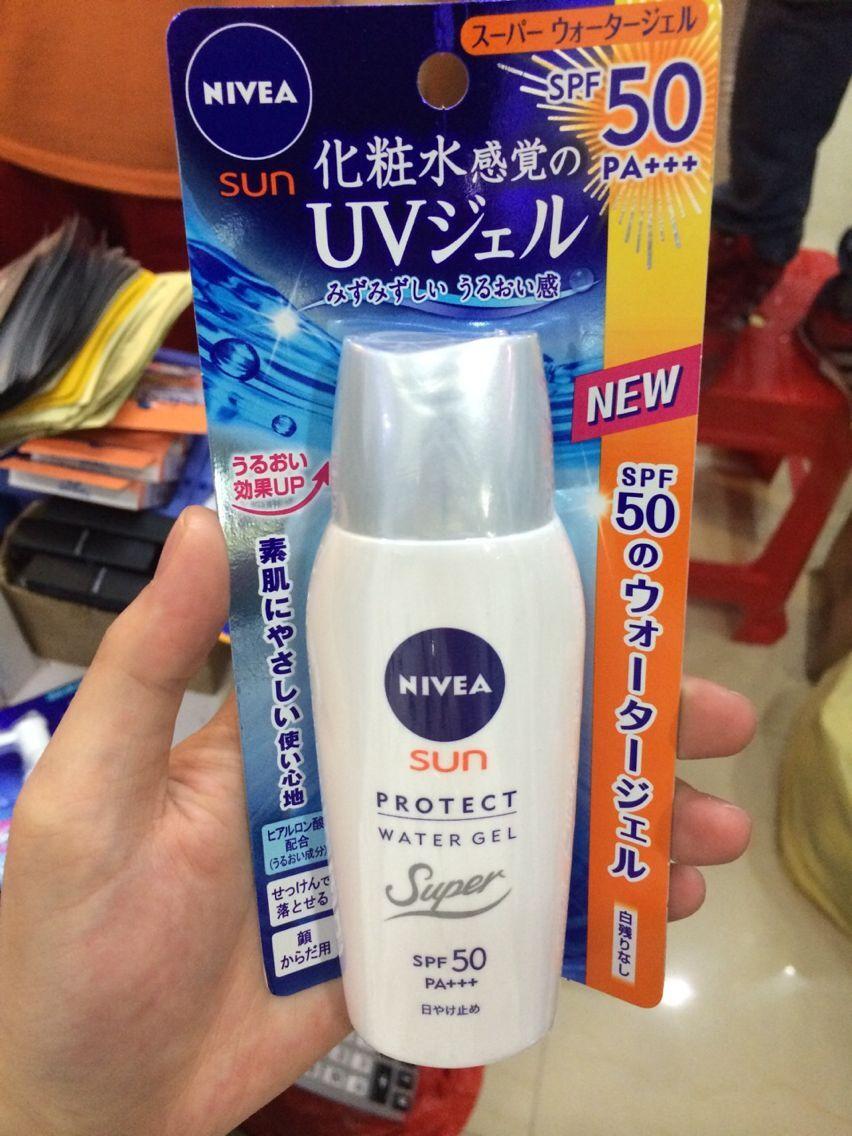 スーパー ウォータージェル
SPF 50
PA+++
NIVEA
sun
化粧水感覚の
UVジェル
みずみずしい うるおい感
NEW
うるおい
効果UP
SPF
50のウォータージェル
素肌にやさしい使い心地
NIVEA
sun
PROTECT
WATER GEL
Super
SPF 50
PA+++
日やけ止め
ヒアルロン酸
配合
(うるおい成分)
せっけんで
落とせる
顔
からだ用
白残りなし